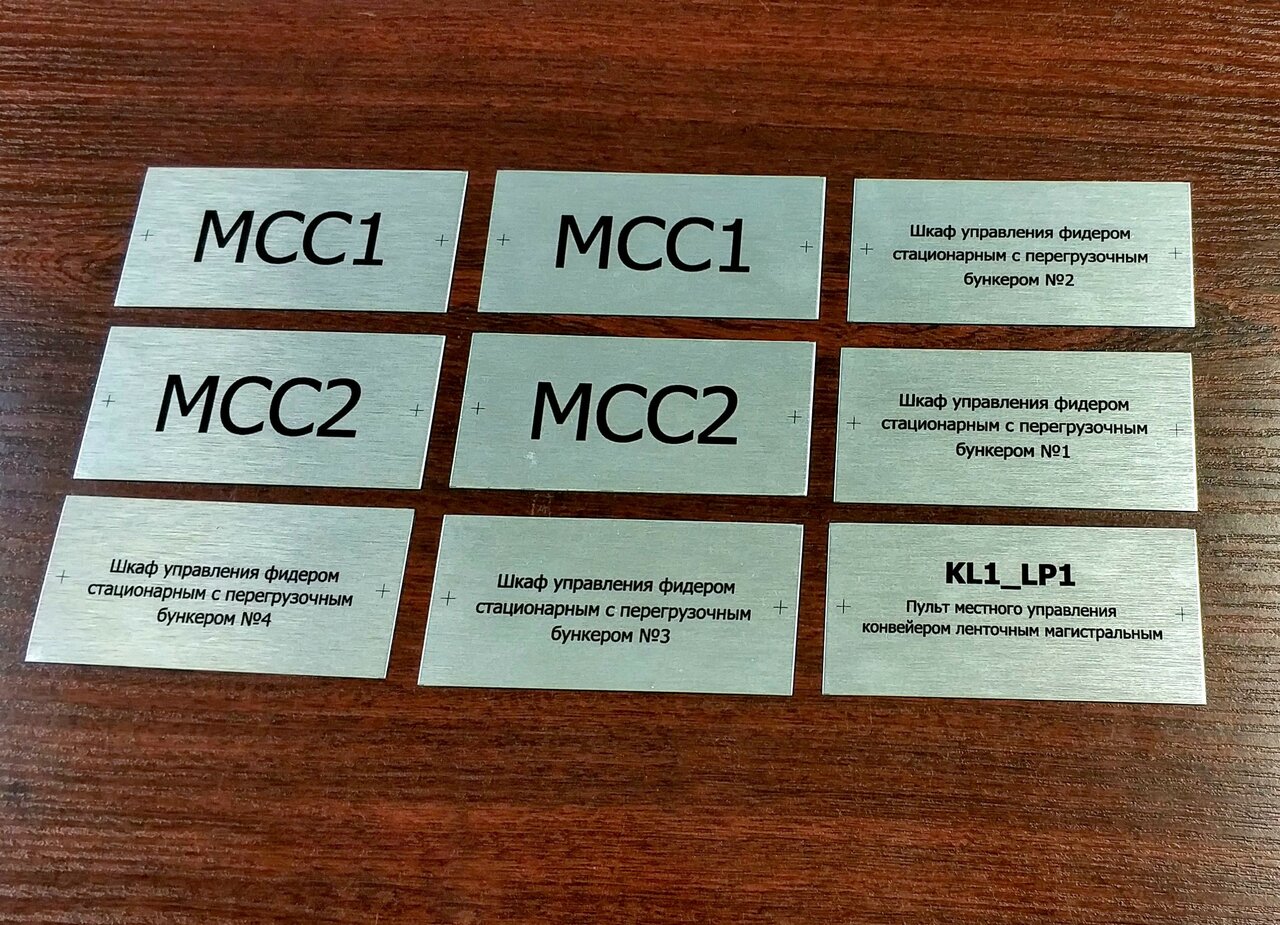 MCC1
MCC1
Шкаф управления фидером
стационарным с перегрузочным
бункером №2
MCC2
MCC2
Шкаф управления фидером
стационарным с перегрузочным
бункером №1
Шкаф управления фидером
стационарным с перегрузочным
бункером №4
Шкаф управления фидером
стационарным с перегрузочным
бункером №3
KL1_LP1
Пульт местного управления
конвейером ленточным магистральным